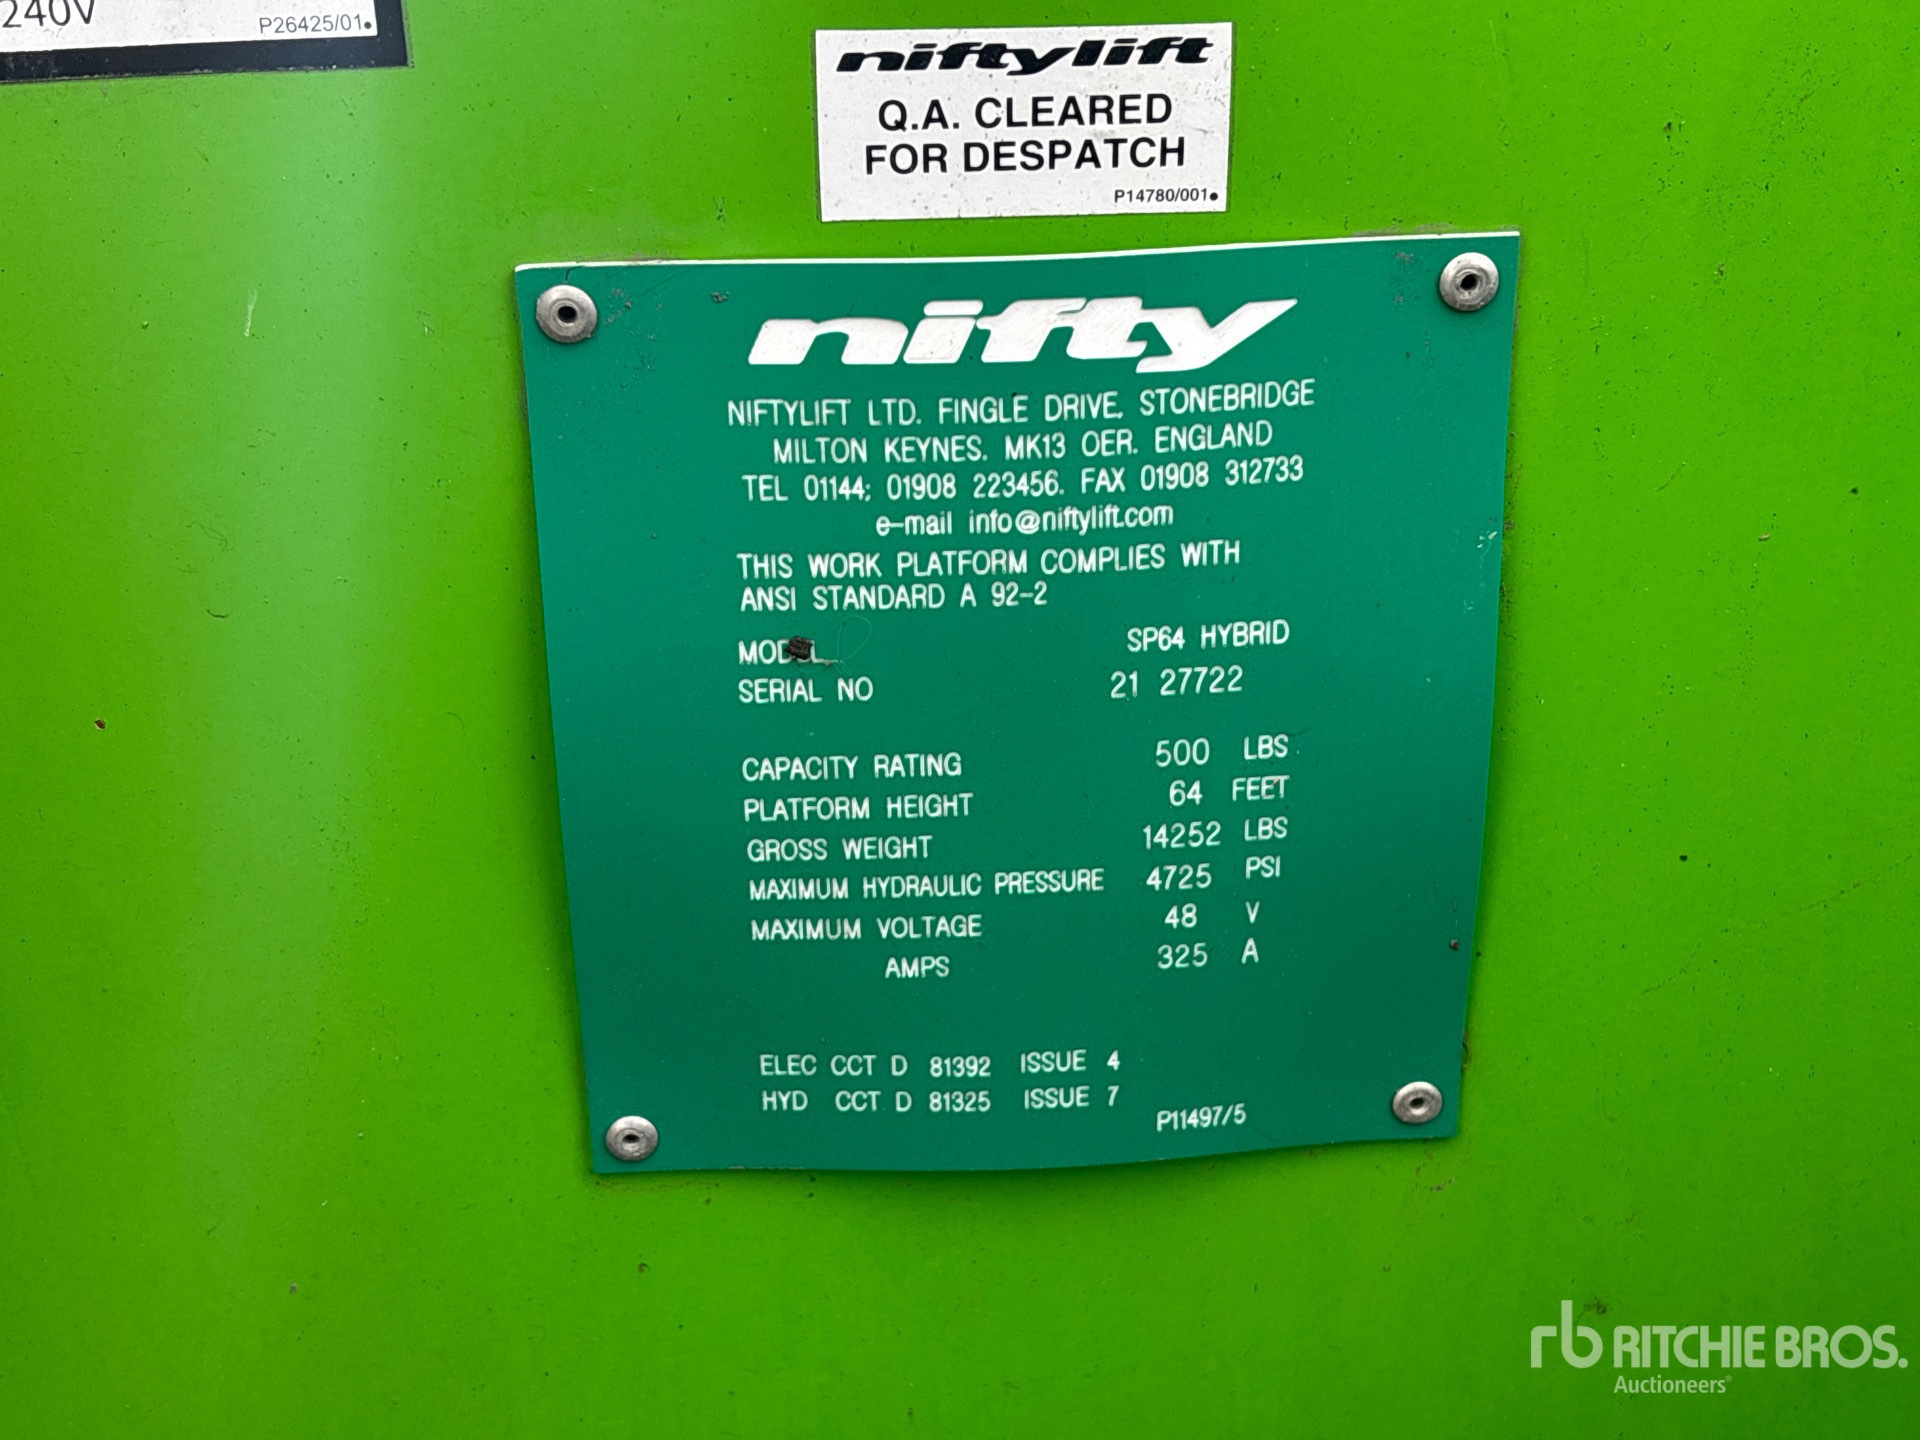 240V
P26425/01
niftylift
Q.A. CLEARED
FOR DESPATCH
P14780/001
nifty
NIFTYLIFT LTD. FINGLE DRIVE. STONEBRIDGE
MILTON KEYNES. MK13 OER. ENGLAND
TEL 01144: 01908 223456. FAX 01908 312733
e-mail info@niftylift.com
THIS WORK PLATFORM COMPLIES WITH
ANSI STANDARD A 92-2
MODEL SP64 HYBRID
SERIAL NO 21 27722
CAPACITY RATING 500 LBS
PLATFORM HEIGHT 64 FEET
GROSS WEIGHT 14252 LBS
MAXIMUM HYDRAULIC PRESSURE 4725 PSI
MAXIMUM VOLTAGE 48 V
AMPS 325 A
ELEC CCT D 81392 ISSUE 4
HYD CCT D 81325 ISSUE 7
P11497/5
rb RITCHIE BROS.
Auctioneers